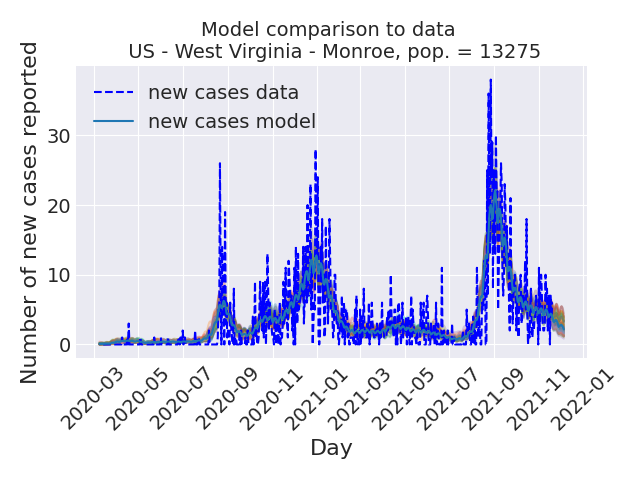 Model comparison to data
US - West Virginia - Monroe, pop. = 13275
new cases data
new cases model
Number of new cases reported
30
20
10
0
2020-03
2020-05
2020-07
2020-09
2020-11
2021-01
2021-03
2021-05
2021-07
2021-09
2021-11
2022-01
Day